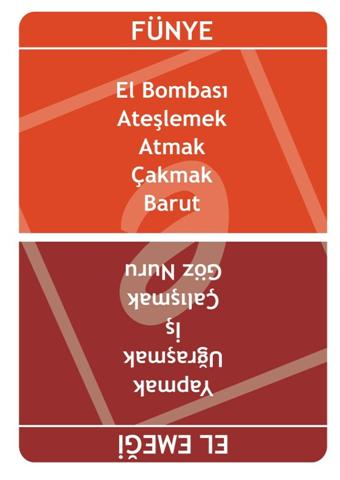 FÜNYE
El Bombası
Ateşlemek
Atmak
Çakmak
Barut
EL EMEĞİ
Yapmak
Uğraşmak
İş
Çalışmak
Göz Nuru